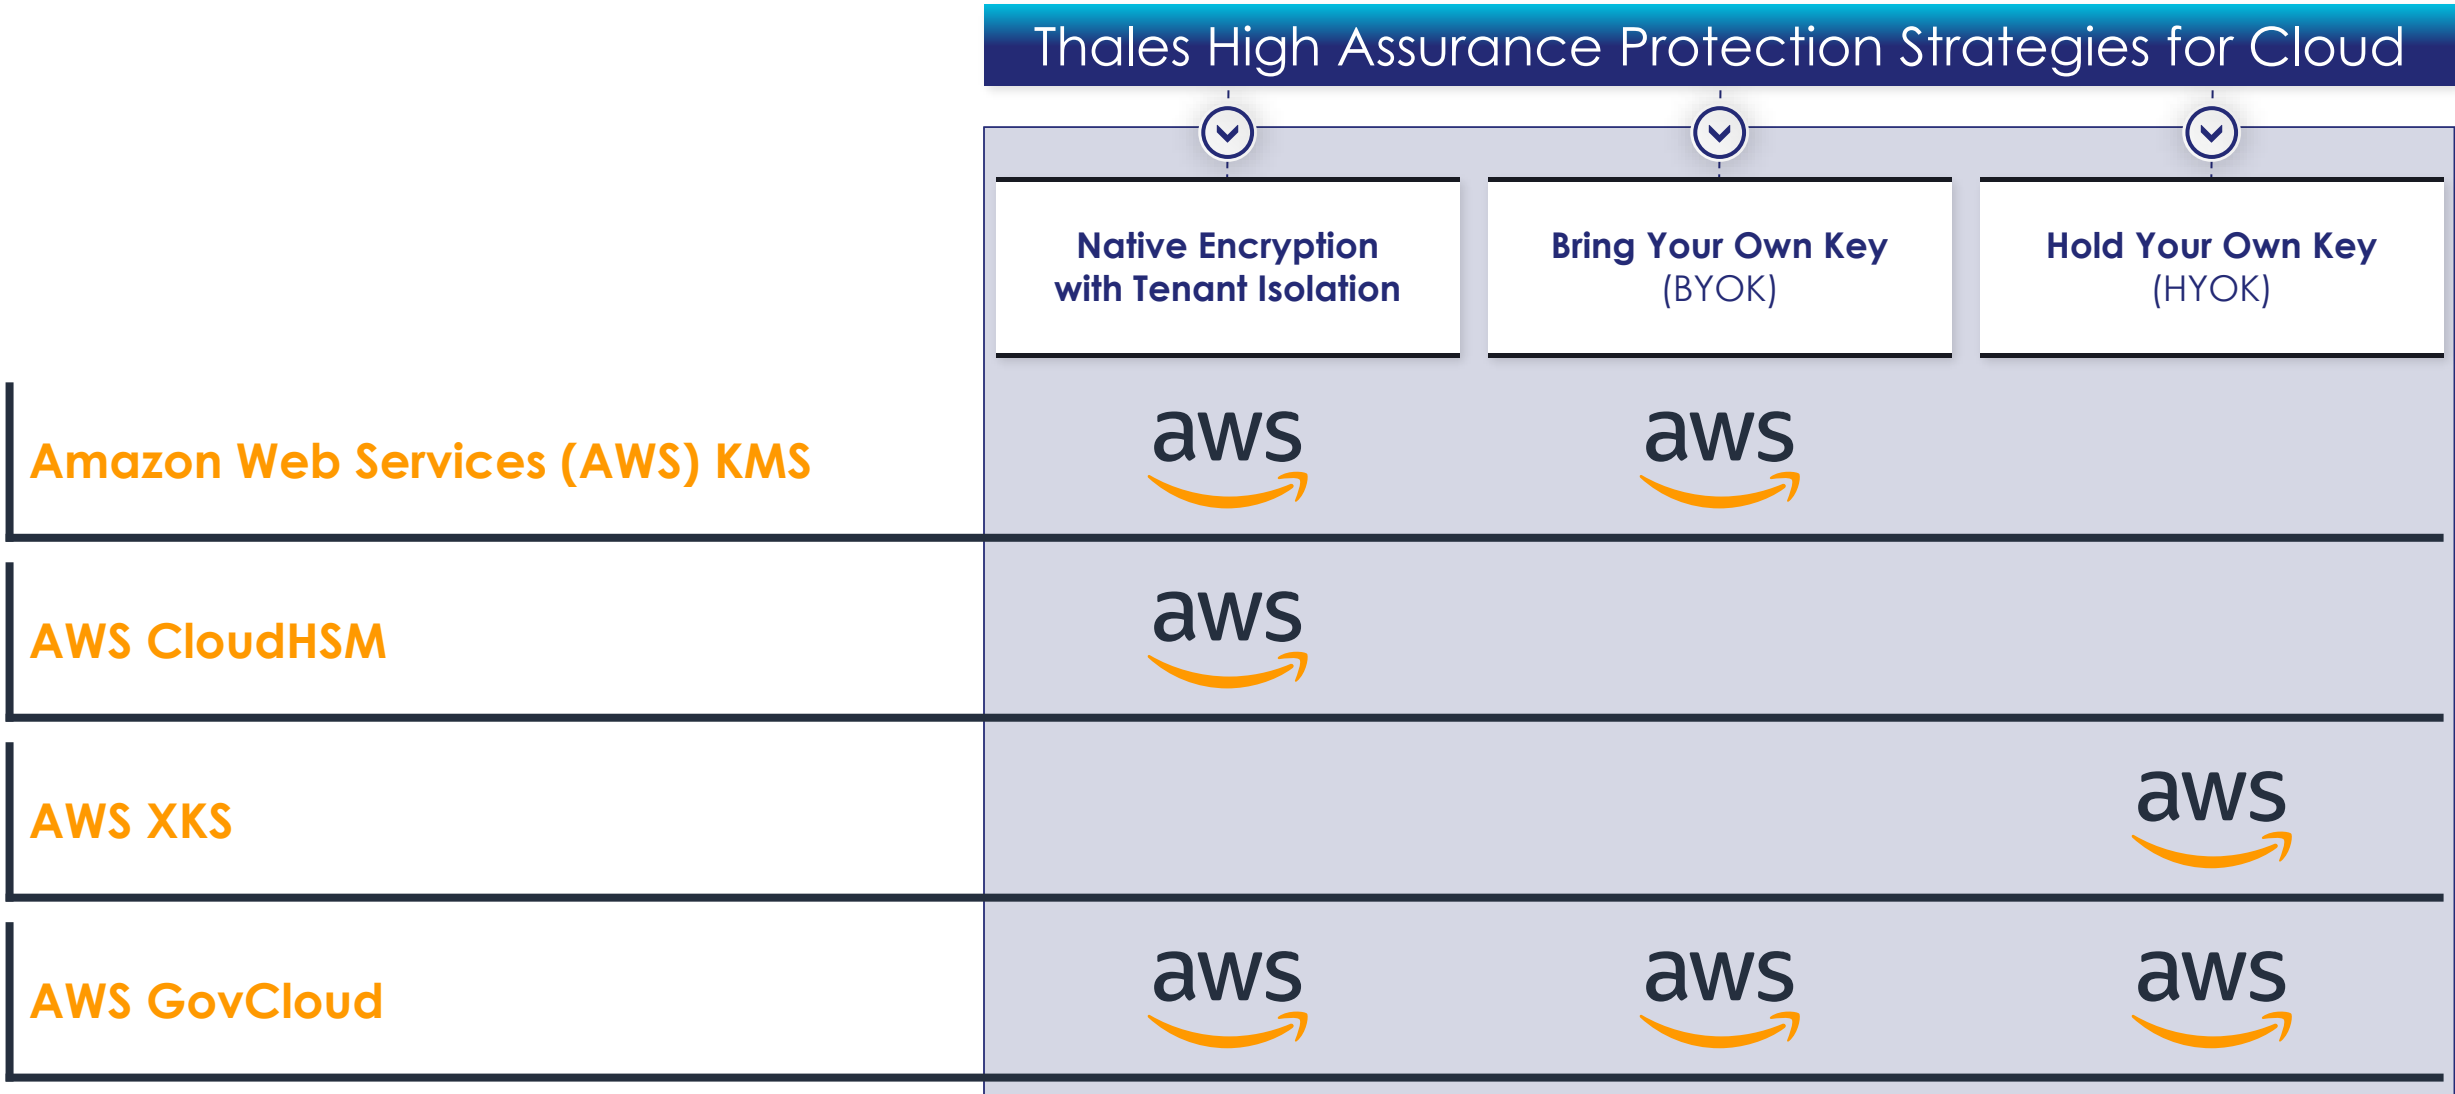 Thales High Assurance Protection Strategies for Cloud
Native Encryption
with Tenant Isolation
Bring Your Own Key
(BYOK)
Hold Your Own Key
(HYOK)
Amazon Web Services (AWS) KMS
aws
aws
AWS CloudHSM
aws
AWS XKS
aws
AWS GovCloud
aws
aws
aws